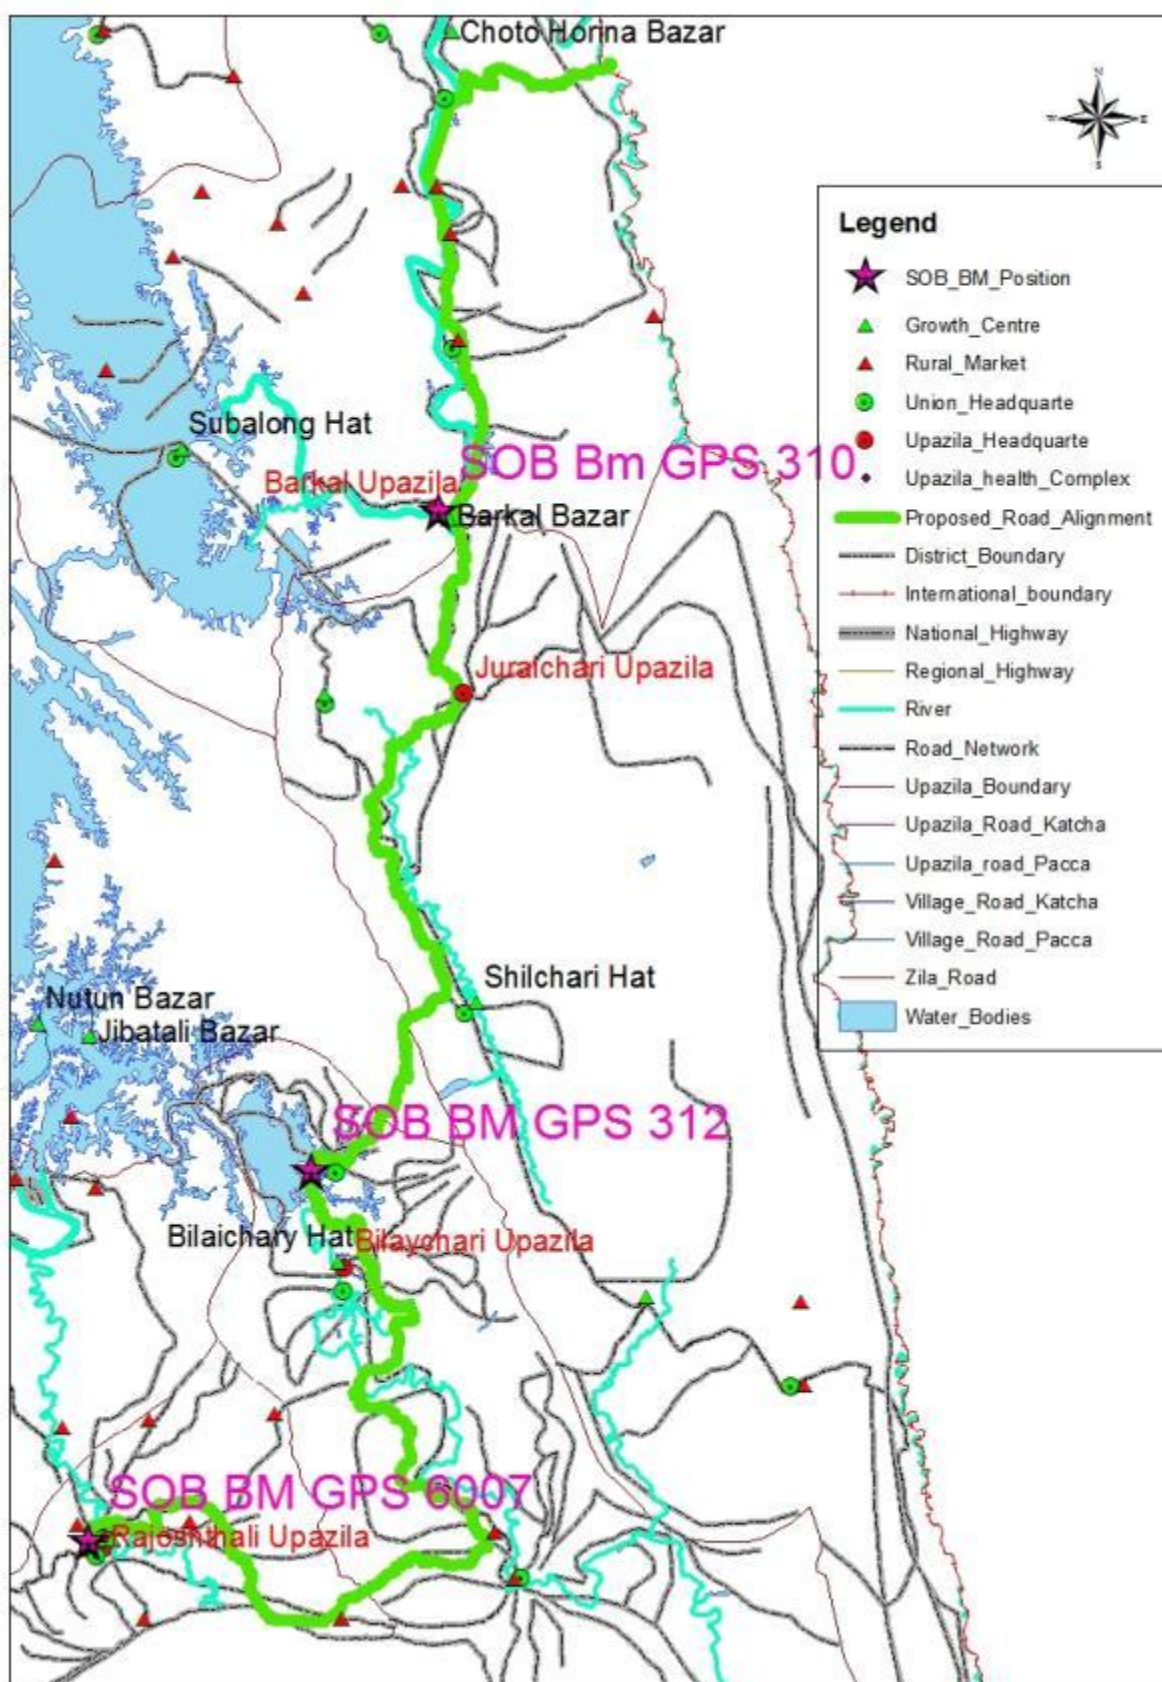 Choto Horina Bazar
N
W
E
S
Legend
SOB_BM_Position
Growth_Centre
Rural_Market
Union_Headquarte
Upazila_Headquarte
Upazila_health_Complex
Proposed_Road_Alignment
District_Boundary
International_boundary
National_Highway
Regional_Highway
River
Road_Network
Upazila_Boundary
Upazila_Road_Katcha
Upazila_road_Pacca
Village_Road_Katcha
Village_Road_Pacca
Zila_Road
Water_Bodies
Subalong Hat
SOB Bm GPS 310
Barkal Upazila
Barkal Bazar
Juraichari Upazila
Shilchari Hat
Nutun Bazar
Jibatali Bazar
SOB BM GPS 312
Bilaichary Hat
Bilaychari Upazila
SOB BM GPS 6007
Rajoshthali Upazila